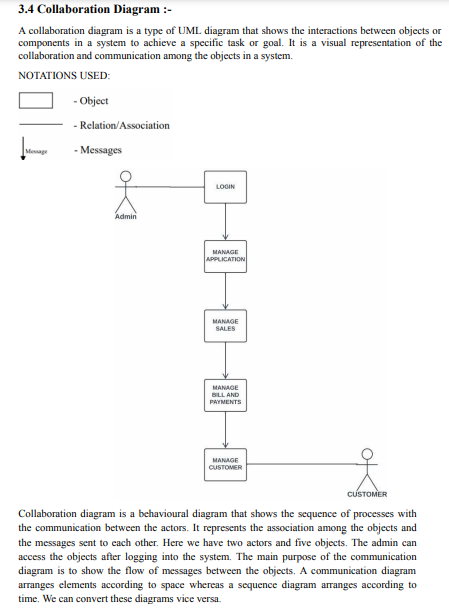 3.4 Collaboration Diagram :-
A collaboration diagram is a type of UML diagram that shows the interactions between objects or
components in a system to achieve a specific task or goal. It is a visual representation of the
collaboration and communication among the objects in a system.
NOTATIONS USED:
- Object
- Relation/Association
Message
- Messages
LOGIN
Admin
MANAGE
APPLICATION
MANAGE
SALES
MANAGE
BILL AND
PAYMENTS
MANAGE
CUSTOMER
CUSTOMER
Collaboration diagram is a behavioural diagram that shows the sequence of processes with
the communication between the actors. It represents the association among the objects and
the messages sent to each other. Here we have two actors and five objects. The admin can
access the objects after logging into the system. The main purpose of the communication
diagram is to show the flow of messages between the objects. A communication diagram
arranges elements according to space whereas a sequence diagram arranges according to
time. We can convert these diagrams vice versa.